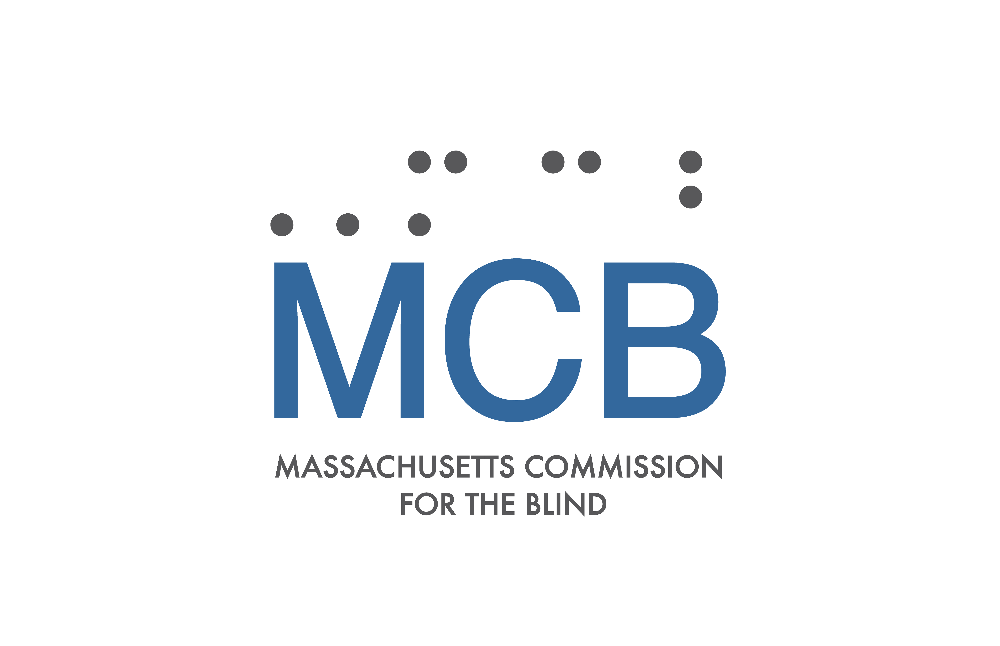 ⠠⠠⠍⠉⠃
MCB
MASSACHUSETTS COMMISSION
FOR THE BLIND